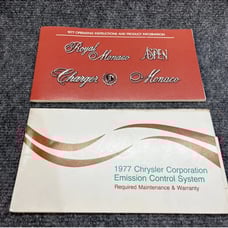 1977 OPERATING INSTRUCTIONS AND PRODUCT INFORMATION
Royal Monaco ASPEN
Charger Monaco
1977 Chrysler Corporation
Emission Control System
Required Maintenance & Warranty